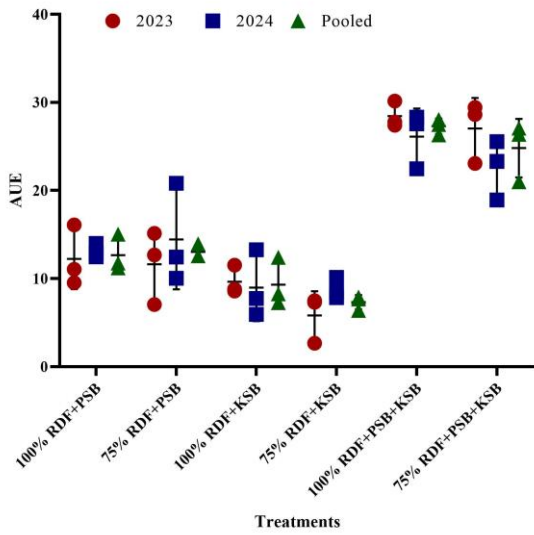 2023 2024 Pooled
40
30
20
10
0
AUE
100% RDF+PSB
75% RDF+PSB
100% RDF+KSB
75% RDF+KSB
100% RDF+PSB+KSB
75% RDF+PSB+KSB
Treatments